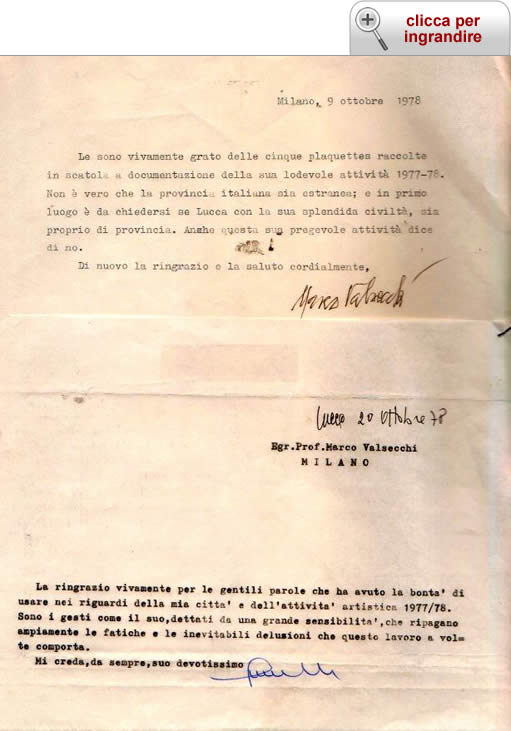 clicca per
ingrandire
Milano, 9 ottobre 1978
Le sono vivamente grato delle cinque plaquettes raccolte
in scatola a documentazione della sua lodevole attività 1977-78.
Non è vero che la provincia italiana sia estranea; e in primo
luogo è da chiedersi se Lucca con la sua splendida civiltà, sia
proprio di provincia. Anche questa sua pregevole attività dice
di no.
Di nuovo la ringrazio e la saluto cordialmente,
Marco Valsecchi
Lucca 20 ottobre 78
Egr.Prof.Marco Valsecchi
MILANO
La ringrazio vivamente per le gentili parole che ha avuto la bonta' di
usare nei riguardi della mia citta' e dell'attivita' artistica 1977/78.
Sono i gesti come il suo,dettati da una grande sensibilita',che ripagano
ampiamente le fatiche e le inevitabili delusioni che questo lavoro a vol=
te comporta.
Mi creda,da sempre,suo devotissimo